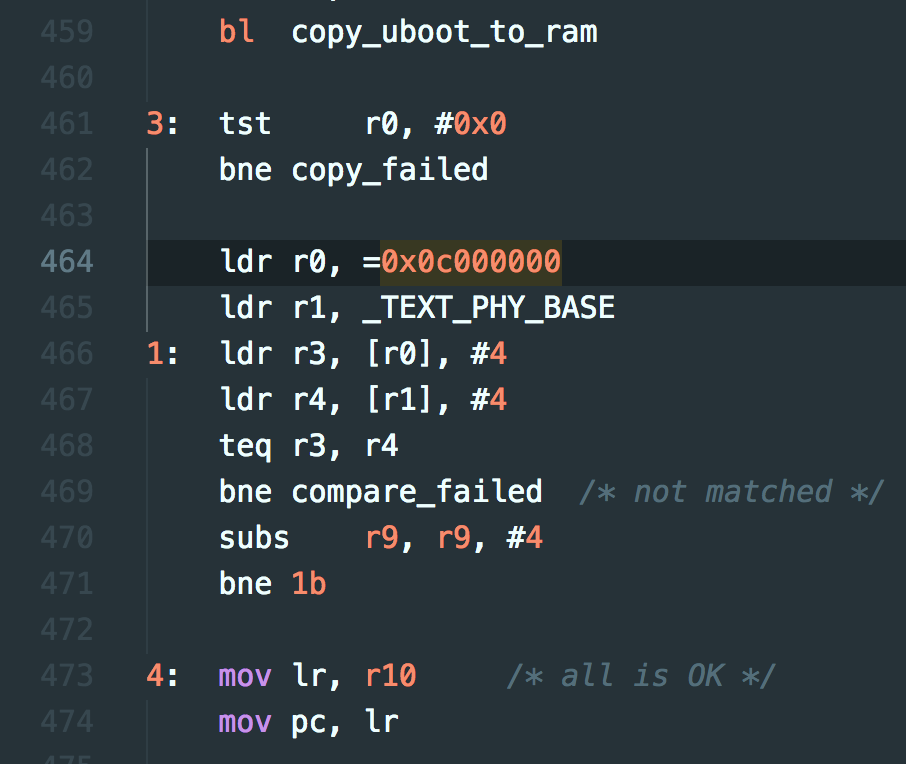 459 bl copy_uboot_to_ram
460
461 3: tst r0, #0x0
462 bne copy_failed
463
464 ldr r0, =0x0c000000
465 ldr r1, _TEXT_PHY_BASE
466 1: ldr r3, [r0], #4
467 ldr r4, [r1], #4
468 teq r3, r4
469 bne compare_failed /* not matched */
470 subs r9, r9, #4
471 bne 1b
472
473 4: mov lr, r10 /* all is OK */
474 mov pc, lr
475